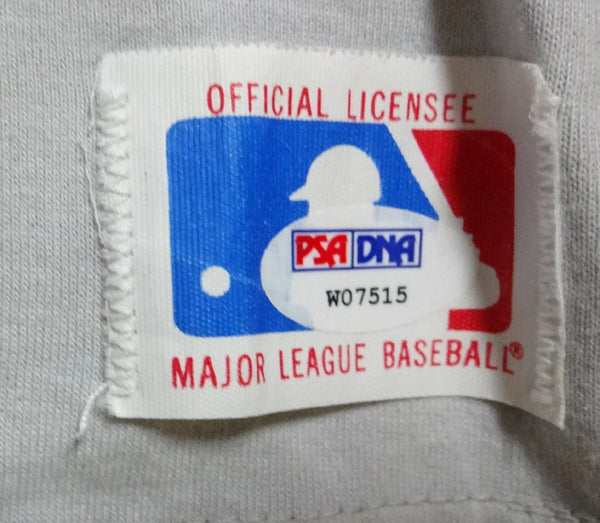 OFFICIAL LICENSEE
PSA DNA
W07515
MAJOR LEAGUE BASEBALL®